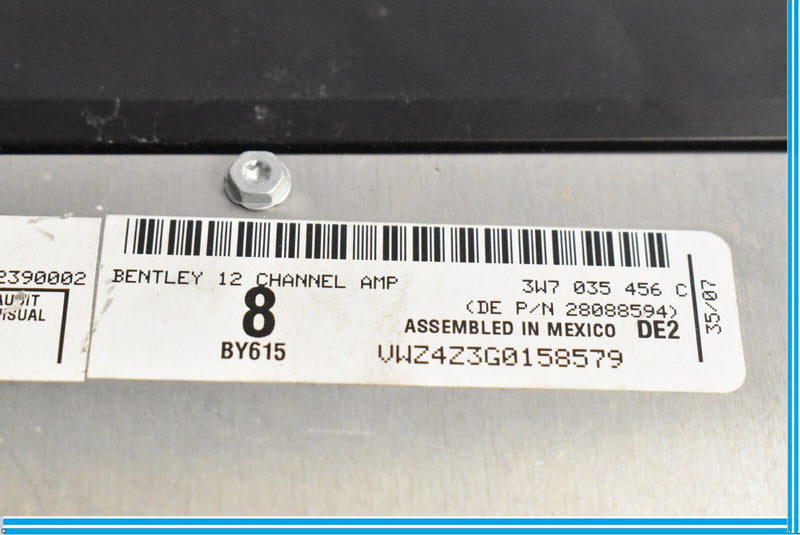 2390002
VISUAL
BENTLEY 12 CHANNEL AMP
3W7 035 456 C
8
(DE P/N 28088594)
ASSEMBLED IN MEXICO DE2
BY615
VWZ4Z3G0158579
35/07